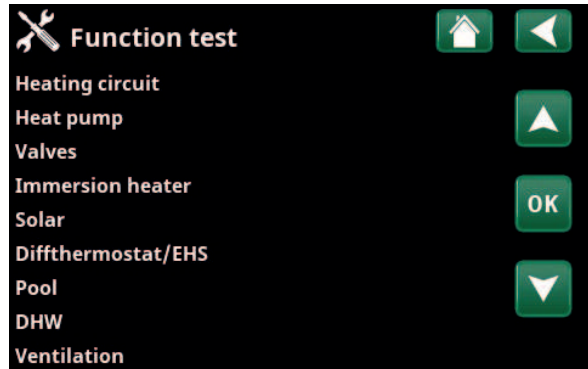 Function test
Heating circuit
Heat pump
Valves
Immersion heater
OK
Solar
Diffthermostat/EHS
Pool
DHW
Ventilation